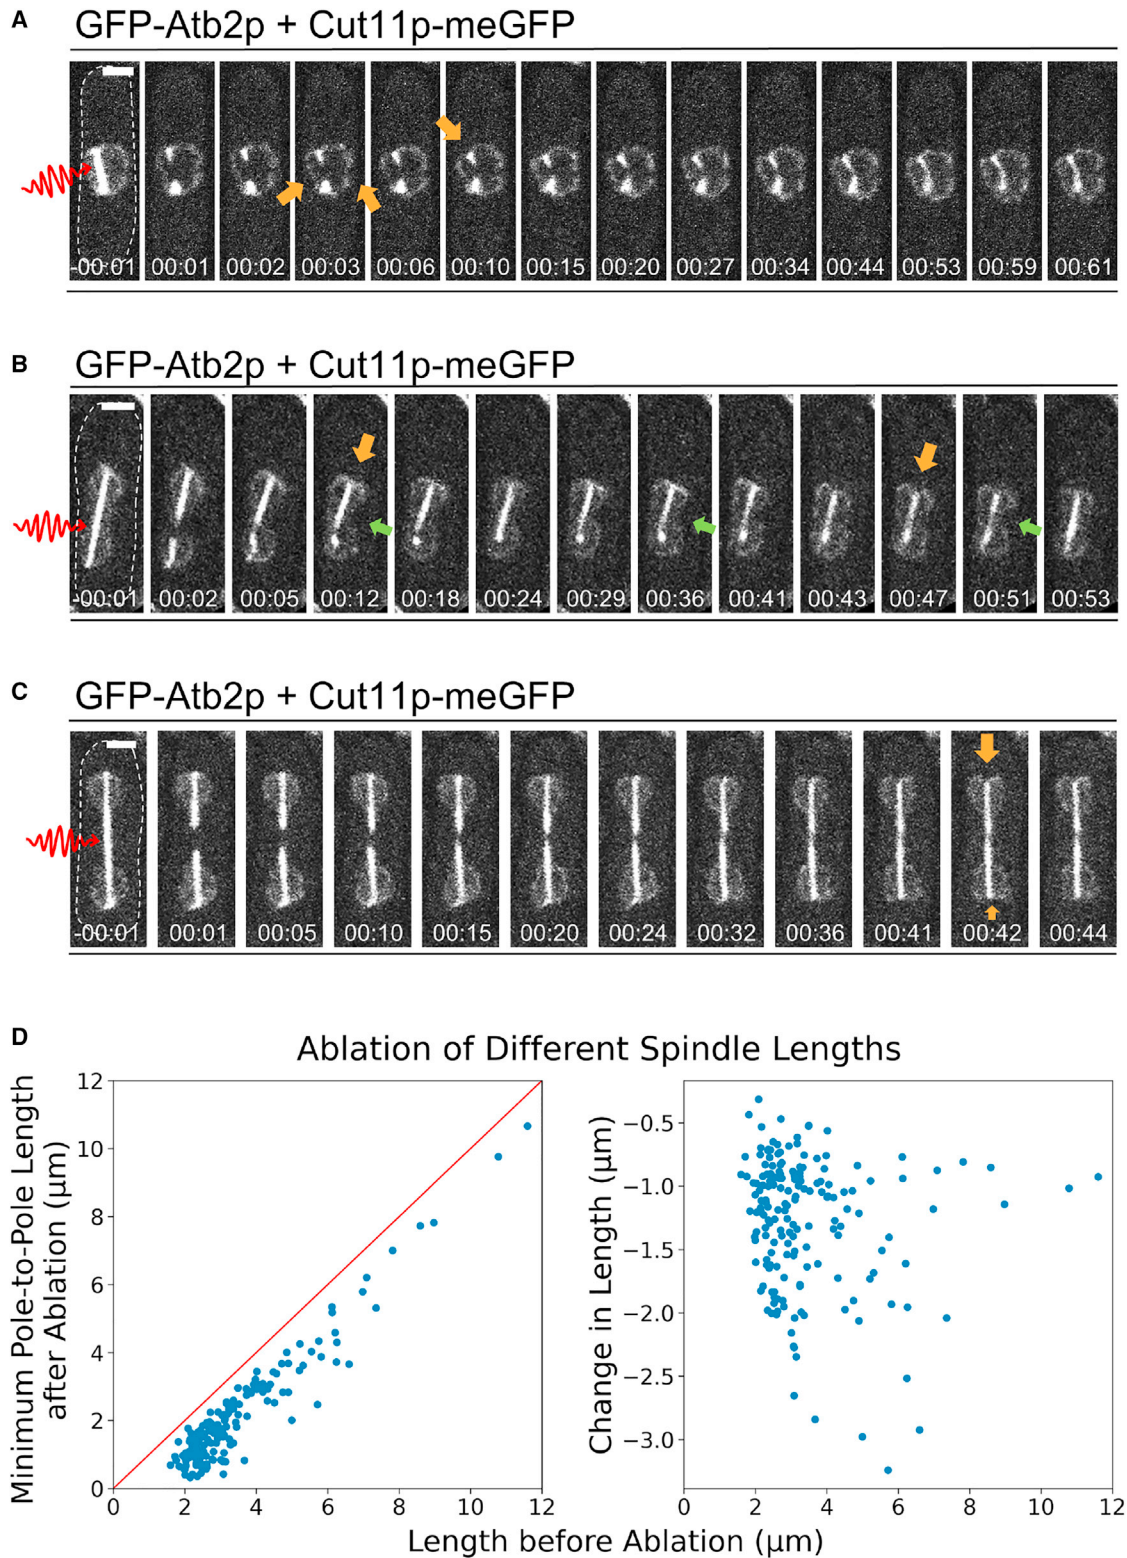 A
GFP-Atb2p + Cut11p-meGFP
-00:01 00:01 00:02 00:03 00:06 00:10 00:15 00:20 00:27 00:34 00:44 00:53 00:59 00:61
B
GFP-Atb2p + Cut11p-meGFP
-00:01 00:02 00:05 00:12 00:18 00:24 00:29 00:36 00:41 00:43 00:47 00:51 00:53
C
GFP-Atb2p + Cut11p-meGFP
-00:01 00:01 00:05 00:10 00:15 00:20 00:24 00:32 00:36 00:41 00:42 00:44
D
Ablation of Different Spindle Lengths
Minimum Pole-to-Pole Length
after Ablation (μm)
12
10
8
6
4
2
0
0 2 4 6 8 10 12
Change in Length (μm)
−0.5
−1.0
−1.5
−2.0
−2.5
−3.0
0 2 4 6 8 10 12
Length before Ablation (μm)